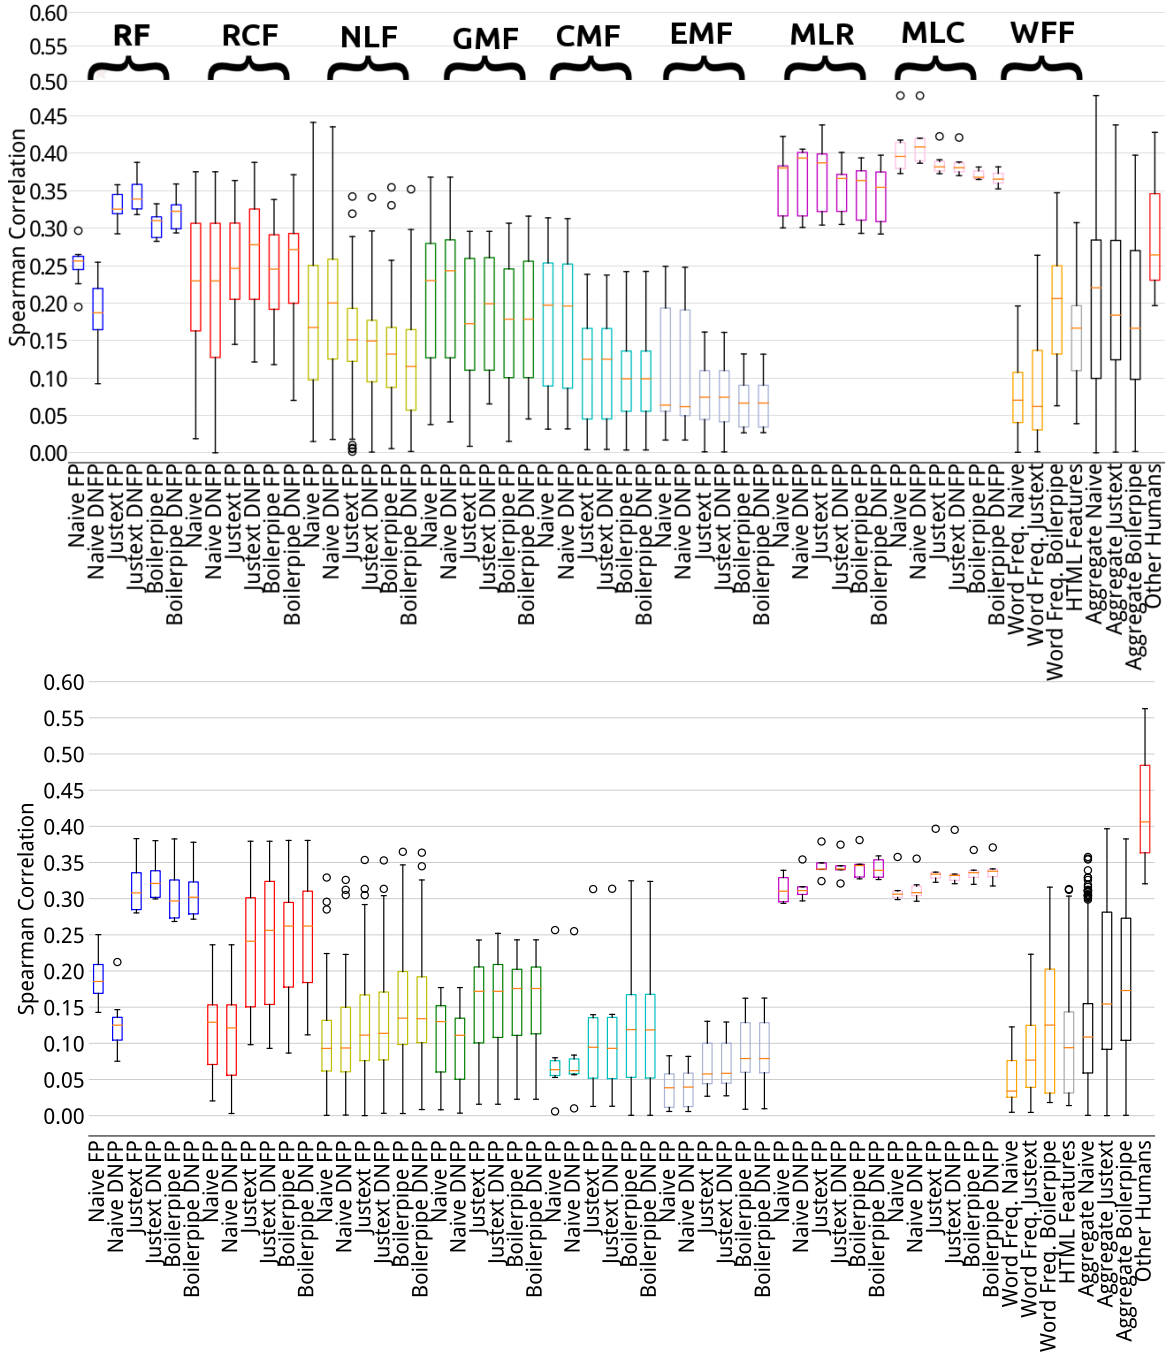 RF RCF NLF GMF CMF EMF MLR MLC WFF
Spearman Correlation
0.60
0.55
0.50
0.45
0.40
0.35
0.30
0.25
0.20
0.15
0.10
0.05
0.00
Naive FP
Naive DNFP
Justext FP
Justext DNFP
Boilerpipe FP
Boilerpipe DNFP
Naive FP
Naive DNFP
Justext FP
Justext DNFP
Boilerpipe FP
Boilerpipe DNFP
Naive FP
Naive DNFP
Justext FP
Justext DNFP
Boilerpipe FP
Boilerpipe DNFP
Naive FP
Naive DNFP
Justext FP
Justext DNFP
Boilerpipe FP
Boilerpipe DNFP
Naive FP
Naive DNFP
Justext FP
Justext DNFP
Boilerpipe FP
Boilerpipe DNFP
Naive FP
Naive DNFP
Justext FP
Justext DNFP
Boilerpipe FP
Boilerpipe DNFP
Naive FP
Naive DNFP
Justext FP
Justext DNFP
Boilerpipe FP
Boilerpipe DNFP
Naive FP
Naive DNFP
Justext FP
Justext DNFP
Boilerpipe FP
Boilerpipe DNFP
Word Freq. Naive
Word Freq. Justext
Word Freq. Boilerpipe
HTML Features
Aggregate Naive
Aggregate Justext
Aggregate Boilerpipe
Other Humans
Spearman Correlation
0.60
0.55
0.50
0.45
0.40
0.35
0.30
0.25
0.20
0.15
0.10
0.05
0.00
Naive FP
Naive DNFP
Justext FP
Justext DNFP
Boilerpipe FP
Boilerpipe DNFP
Naive FP
Naive DNFP
Justext FP
Justext DNFP
Boilerpipe FP
Boilerpipe DNFP
Naive FP
Naive DNFP
Justext FP
Justext DNFP
Boilerpipe FP
Boilerpipe DNFP
Naive FP
Naive DNFP
Justext FP
Justext DNFP
Boilerpipe FP
Boilerpipe DNFP
Naive FP
Naive DNFP
Justext FP
Justext DNFP
Boilerpipe FP
Boilerpipe DNFP
Naive FP
Naive DNFP
Justext FP
Justext DNFP
Boilerpipe FP
Boilerpipe DNFP
Naive FP
Naive DNFP
Justext FP
Justext DNFP
Boilerpipe FP
Boilerpipe DNFP
Naive FP
Naive DNFP
Justext FP
Justext DNFP
Boilerpipe FP
Boilerpipe DNFP
Word Freq. Naive
Word Freq. Justext
Word Freq. Boilerpipe
HTML Features
Aggregate Naive
Aggregate Justext
Aggregate Boilerpipe
Other Humans